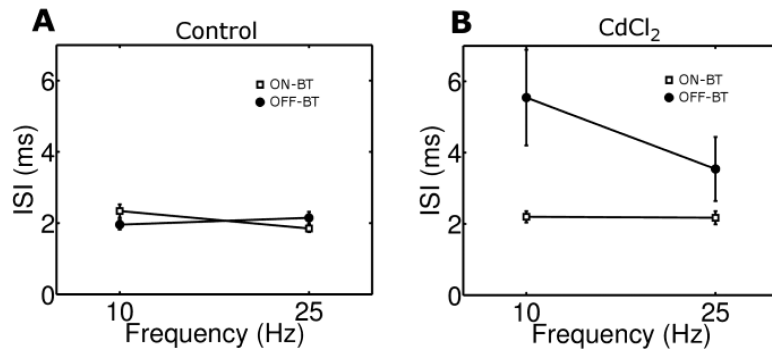 A
Control
6
4
2
0
ISI (ms)
ON-BT
OFF-BT
10
25
Frequency (Hz)
B
CdCl₂
6
4
2
0
ISI (ms)
ON-BT
OFF-BT
10
25
Frequency (Hz)